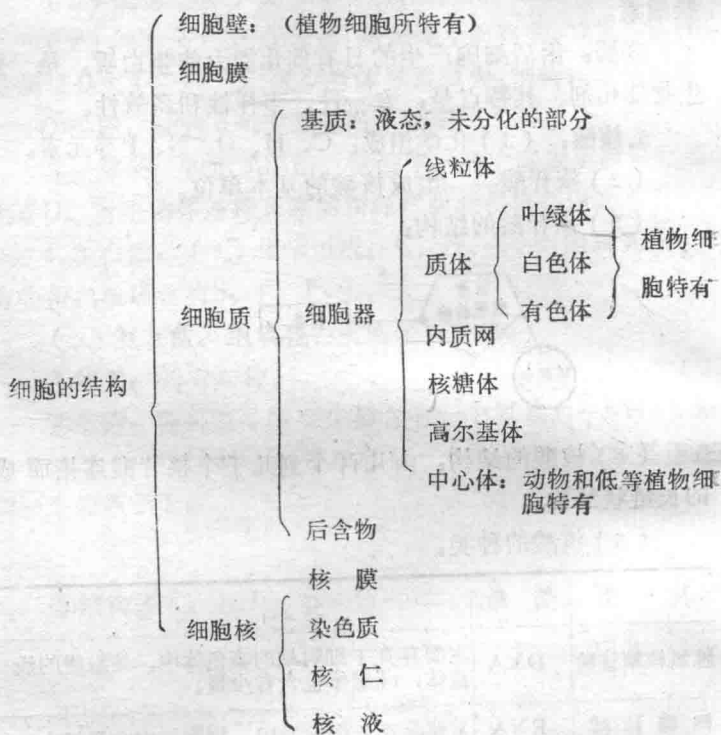 细胞壁：（植物细胞所特有）
细胞膜
基质：液态，未分化的部分
线粒体
叶绿体
植物细
质体
白色体
胞特有
细胞质
细胞器
有色体
内质网
细胞的结构
核糖体
高尔基体
中心体：动物和低等植物细
胞特有
后含物
核 膜
细胞核
染色质
核 仁
核 液